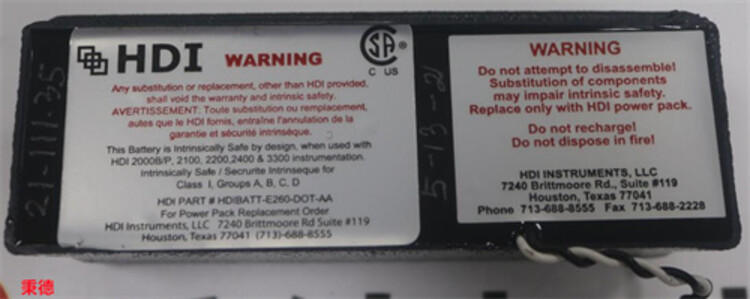 HDI WARNING
Any substitution or replacement, other than HDI provided,
shall void the warranty and intrinsic safety.
AVERTISSEMENT: Toute substitution ou remplacement,
autes que le HDI fornis, entraîne l'annulation de la
garantie et sécurité intrinsèque.
This Battery is Intrinsically Safe by design, when used with
HDI 2000B/P, 2100, 2200,2400 & 3300 instrumentation.
Intrinsically Safe / Securite Intrinseque for
Class I, Groups A, B, C, D
HDI PART # HDIBATT-E260-DOT-AA
For Power Pack Replacement Order
HDI Instruments, LLC 7240 Brittmoore Rd Suite #119
Houston, Texas 77041 (713)-688-8555
SA ®
C US
21-111-35
5-13-21
WARNING
Do not attempt to disassemble!
Substitution of components
may impair intrinsic safety.
Replace only with HDI power pack.
Do not recharge!
Do not dispose in fire!
HDI INSTRUMENTS, LLC
7240 Brittmoore Rd., Suite #119
Houston, Texas 77041
Phone 713-688-8555 Fax 713-688-2228
秉德